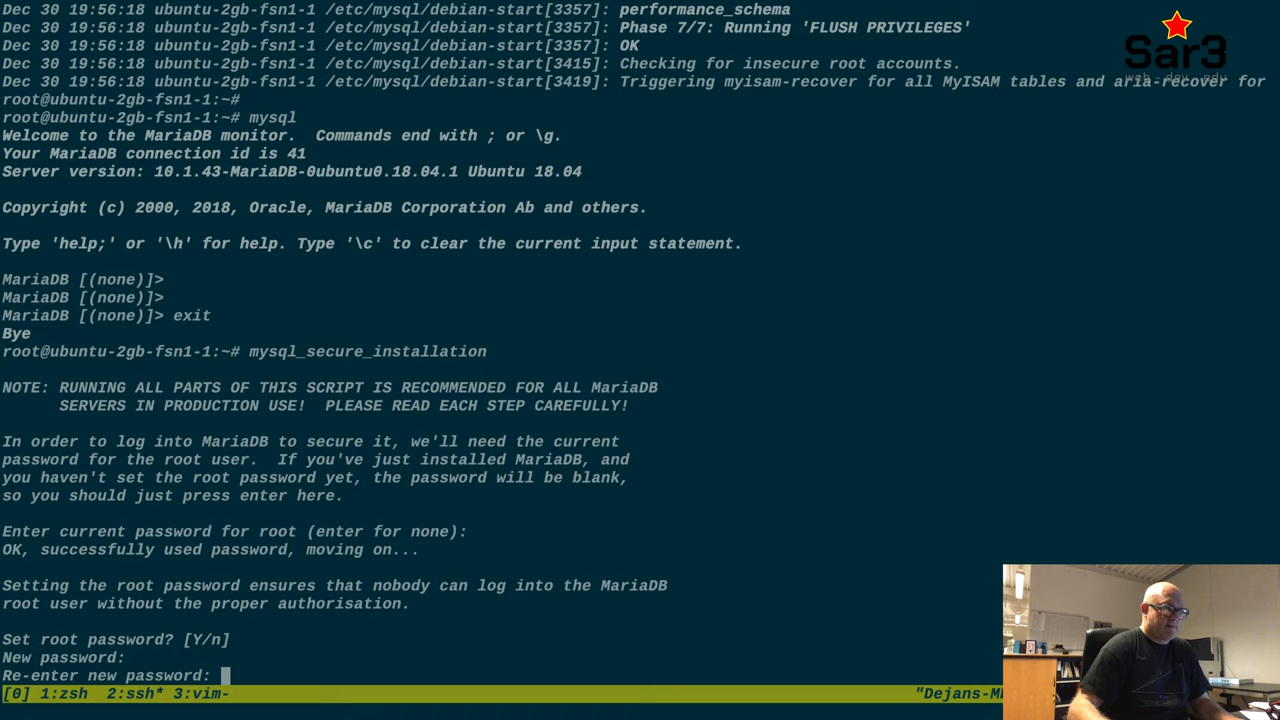 Dec 30 19:56:18 ubuntu-2gb-fsn1-1 /etc/mysql/debian-start[3357]: performance_schema
Dec 30 19:56:18 ubuntu-2gb-fsn1-1 /etc/mysql/debian-start[3357]: Phase 7/7: Running 'FLUSH PRIVILEGES'
Dec 30 19:56:18 ubuntu-2gb-fsn1-1 /etc/mysql/debian-start[3357]: OK
Dec 30 19:56:18 ubuntu-2gb-fsn1-1 /etc/mysql/debian-start[3415]: Checking for insecure root accounts.
Dec 30 19:56:18 ubuntu-2gb-fsn1-1 /etc/mysql/debian-start[3419]: Triggering myisam-recover for all MyISAM tables and aria-recover for
Sar3
web - dev - edu
root@ubuntu-2gb-fsn1-1:~#
root@ubuntu-2gb-fsn1-1:~# mysql
Welcome to the MariaDB monitor.  Commands end with ; or \g.
Your MariaDB connection id is 41
Server version: 10.1.43-MariaDB-0ubuntu0.18.04.1 Ubuntu 18.04
Copyright (c) 2000, 2018, Oracle, MariaDB Corporation Ab and others.
Type 'help;' or '\h' for help. Type '\c' to clear the current input statement.
MariaDB [(none)]>
MariaDB [(none)]>
MariaDB [(none)]> exit
Bye
root@ubuntu-2gb-fsn1-1:~# mysql_secure_installation
NOTE: RUNNING ALL PARTS OF THIS SCRIPT IS RECOMMENDED FOR ALL MariaDB
SERVERS IN PRODUCTION USE!  PLEASE READ EACH STEP CAREFULLY!
In order to log into MariaDB to secure it, we'll need the current
password for the root user.  If you've just installed MariaDB, and
you haven't set the root password yet, the password will be blank,
so you should just press enter here.
Enter current password for root (enter for none):
OK, successfully used password, moving on...
Setting the root password ensures that nobody can log into the MariaDB
root user without the proper authorisation.
Set root password? [Y/n]
New password:
Re-enter new password:
[0] 1:zsh  2:ssh* 3:vim- "Dejans-M